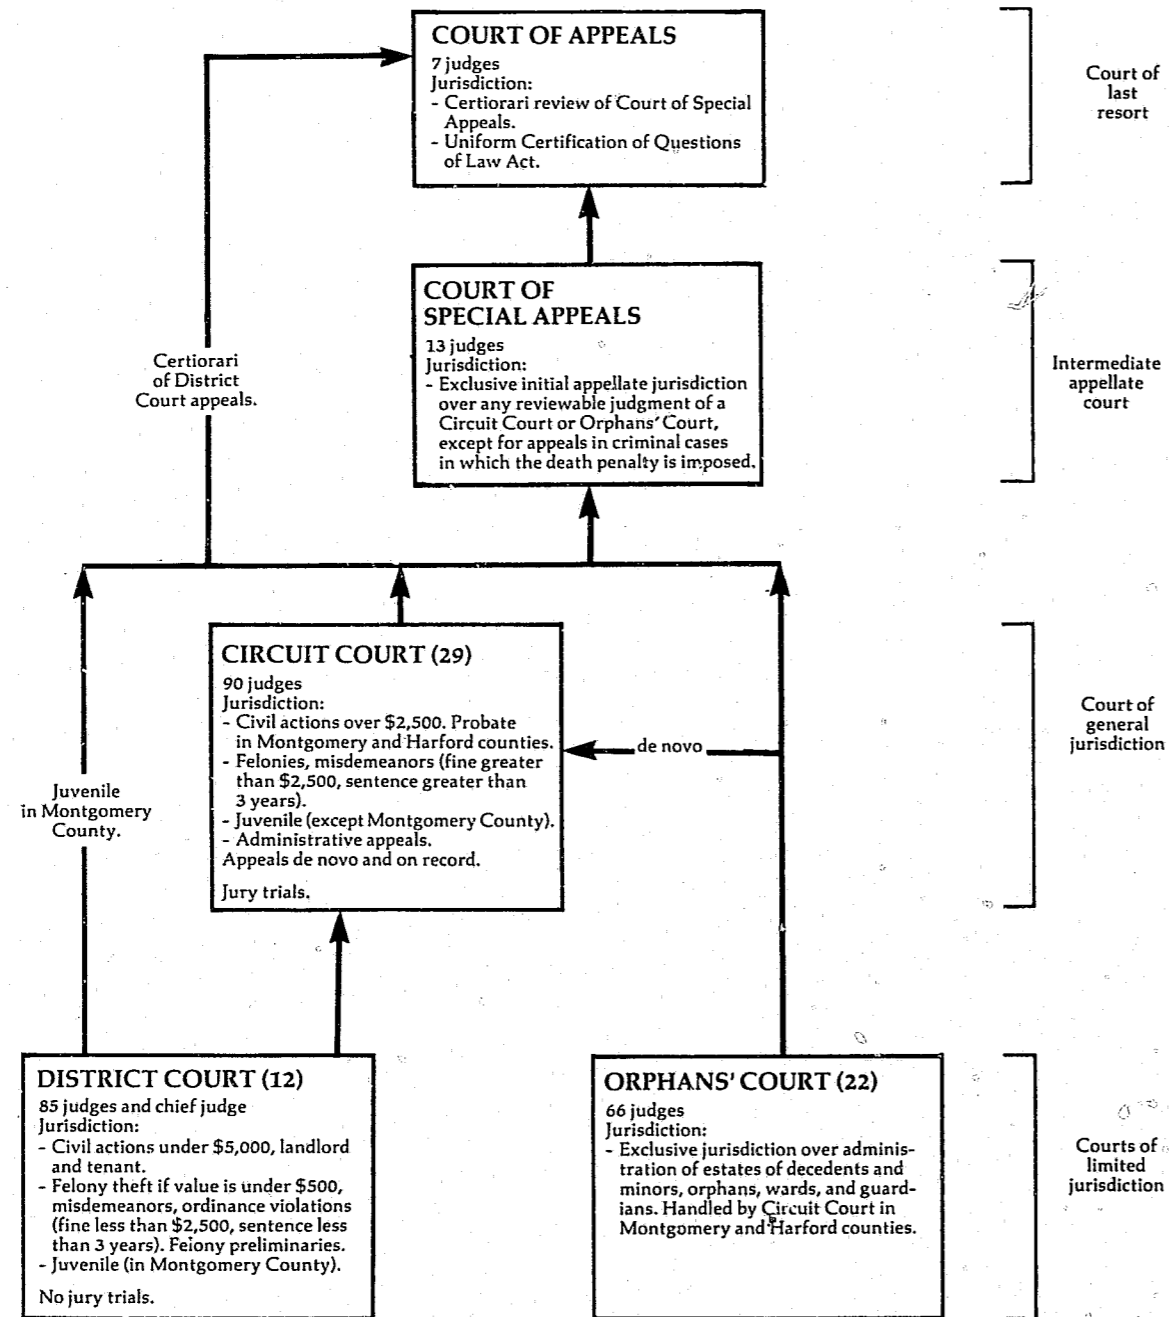 COURT OF APPEALS
7 judges
Jurisdiction:
- Certiorari review of Court of Special
Appeals.
- Uniform Certification of Questions
of Law Act.
Court of
last
resort
COURT OF
SPECIAL APPEALS
13 judges
Jurisdiction:
- Exclusive initial appellate jurisdiction
over any reviewable judgment of a
Circuit Court or Orphans' Court,
except for appeals in criminal cases
in which the death penalty is imposed.
Intermediate
appellate
court
Certiorari
of District
Court appeals.
CIRCUIT COURT (29)
90 judges
Jurisdiction:
- Civil actions over $2,500. Probate
in Montgomery and Harford counties.
- Felonies, misdemeanors (fine greater
than $2,500, sentence greater than
3 years).
- Juvenile (except Montgomery County).
- Administrative appeals.
Appeals de novo and on record.
Jury trials.
de novo
Court of
general
jurisdiction
Juvenile
in Montgomery
County.
DISTRICT COURT (12)
85 judges and chief judge
Jurisdiction:
- Civil actions under $5,000, landlord
and tenant.
- Felony theft if value is under $500,
misdemeanors, ordinance violations
(fine less than $2,500, sentence less
than 3 years). Felony preliminaries.
- Juvenile (in Montgomery County).
No jury trials.
ORPHANS' COURT (22)
66 judges
Jurisdiction:
- Exclusive jurisdiction over adminis-
tration of estates of decedents and
minors, orphans, wards, and guard-
ians. Handled by Circuit Court in
Montgomery and Harford counties.
Courts of
limited
jurisdiction